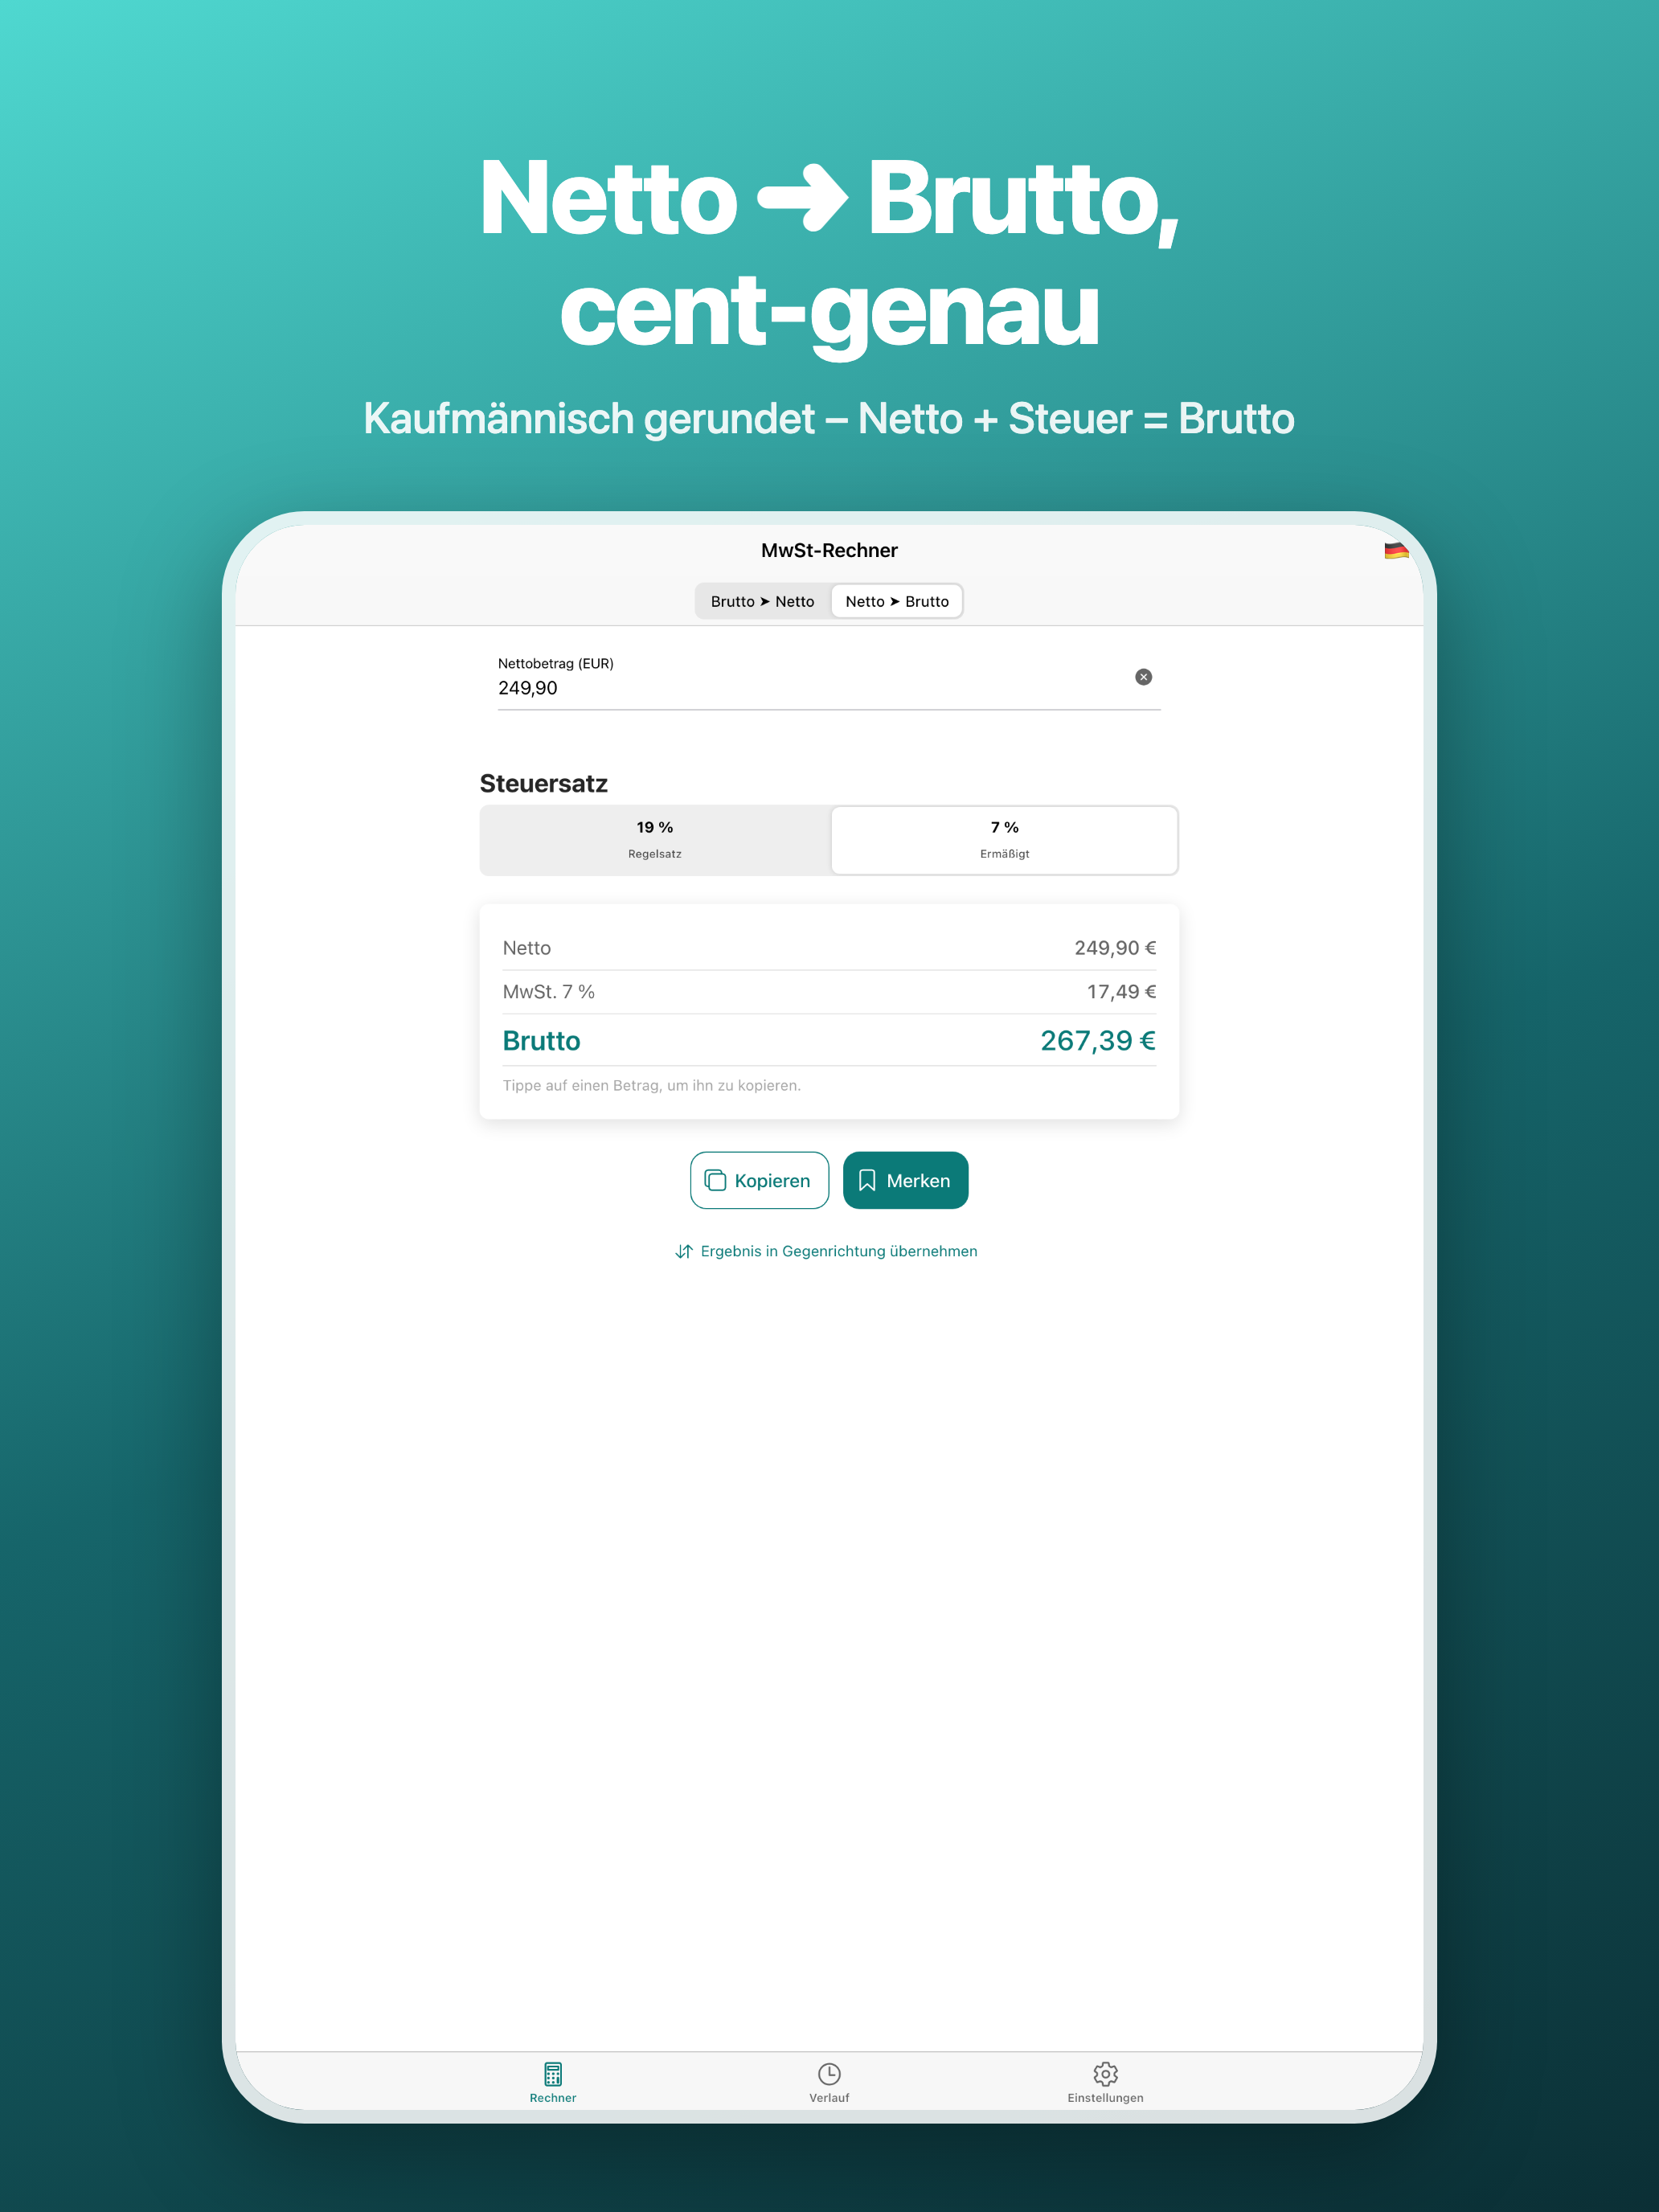 Netto ➜ Brutto,
cent-genau
Kaufmännisch gerundet – Netto + Steuer = Brutto
MwSt-Rechner
Brutto ➤ Netto
Netto ➤ Brutto
Nettobetrag (EUR)
249,90
Steuersatz
19 %
Regelsatz
7 %
Ermäßigt
Netto 249,90 €
MwSt. 7 % 17,49 €
Brutto 267,39 €
Tippe auf einen Betrag, um ihn zu kopieren.
Kopieren
Merken
Ergebnis in Gegenrichtung übernehmen
Rechner
Verlauf
Einstellungen